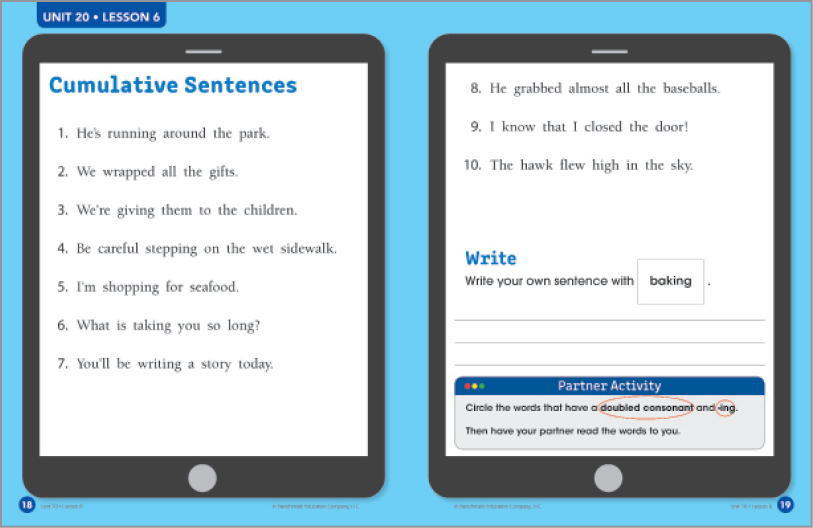 UNIT 20 • LESSON 6
Cumulative Sentences
1. He's running around the park.
2. We wrapped all the gifts.
3. We're giving them to the children.
4. Be careful stepping on the wet sidewalk.
5. I'm shopping for seafood.
6. What is taking you so long?
7. You'll be writing a story today.
18 Unit 20 • Lesson 6
© Benchmark Education Company, LLC
8. He grabbed almost all the baseballs.
9. I know that I closed the door!
10. The hawk flew high in the sky.
Write
Write your own sentence with baking .
Partner Activity
Circle the words that have a doubled consonant and -ing.
Then have your partner read the words to you.
© Benchmark Education Company, LLC
19